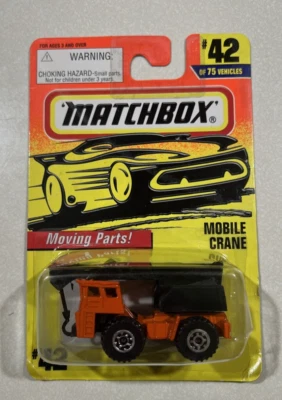 FOR AGES 3 AND OVER
WARNING:
CHOKING HAZARD-Small parts.
Not for children under 3 years.
#42
OF 75 VEHICLES
MATCHBOX®
MOBILE
CRANE
Moving Parts!
#42